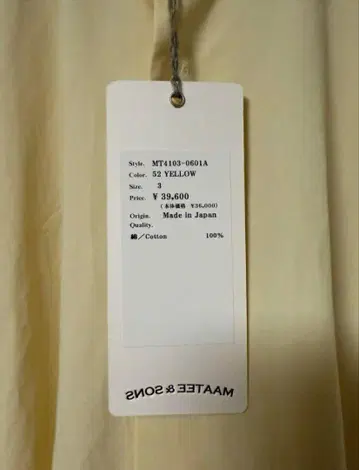 Style. MT4103-0601A
Color. 52 YELLOW
Size. 3
Price. ¥ 39,600
(本体価格 ¥36,000)
Origin. Made in Japan
Quality.
綿／Cotton 100%
MAATEE & SONS